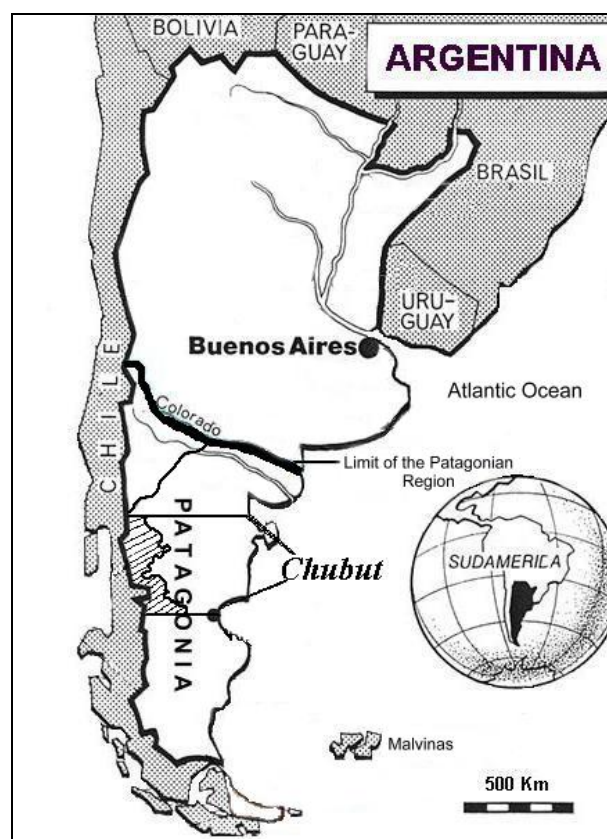 BOLIVIA
PARA-
GUAY
ARGENTINA
BRASIL
URU-
GUAY
Buenos Aires
CHILE
Atlantic Ocean
Colorado
Limit of the Patagonian
Region
PATAGONIA
Chubut
SUDAMERICA
Malvinas
500 Km